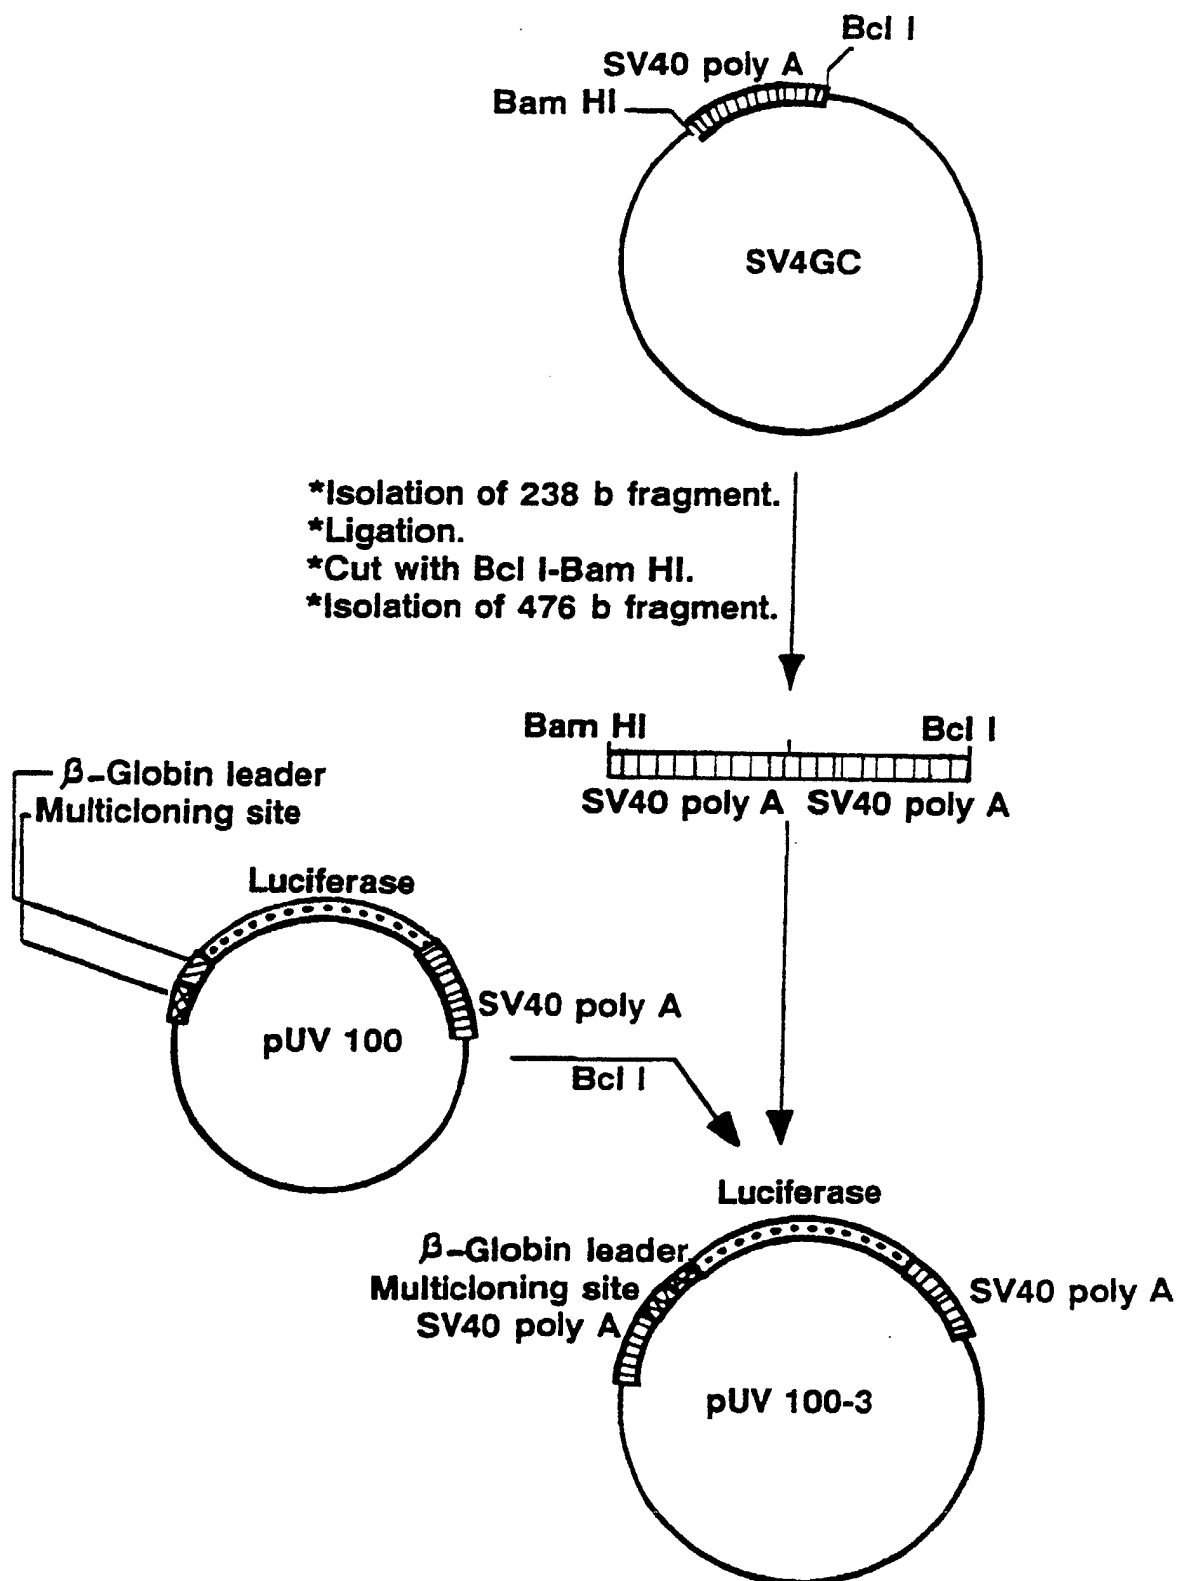 Bcl I
SV40 poly A
Bam HI
SV4GC
*Isolation of 238 b fragment.
*Ligation.
*Cut with Bcl I-Bam HI.
*Isolation of 476 b fragment.
Bam HI
Bcl I
SV40 poly A SV40 poly A
β-Globin leader
Multicloning site
Luciferase
SV40 poly A
pUV 100
Bcl I
Luciferase
β-Globin leader
Multicloning site
SV40 poly A
SV40 poly A
pUV 100-3